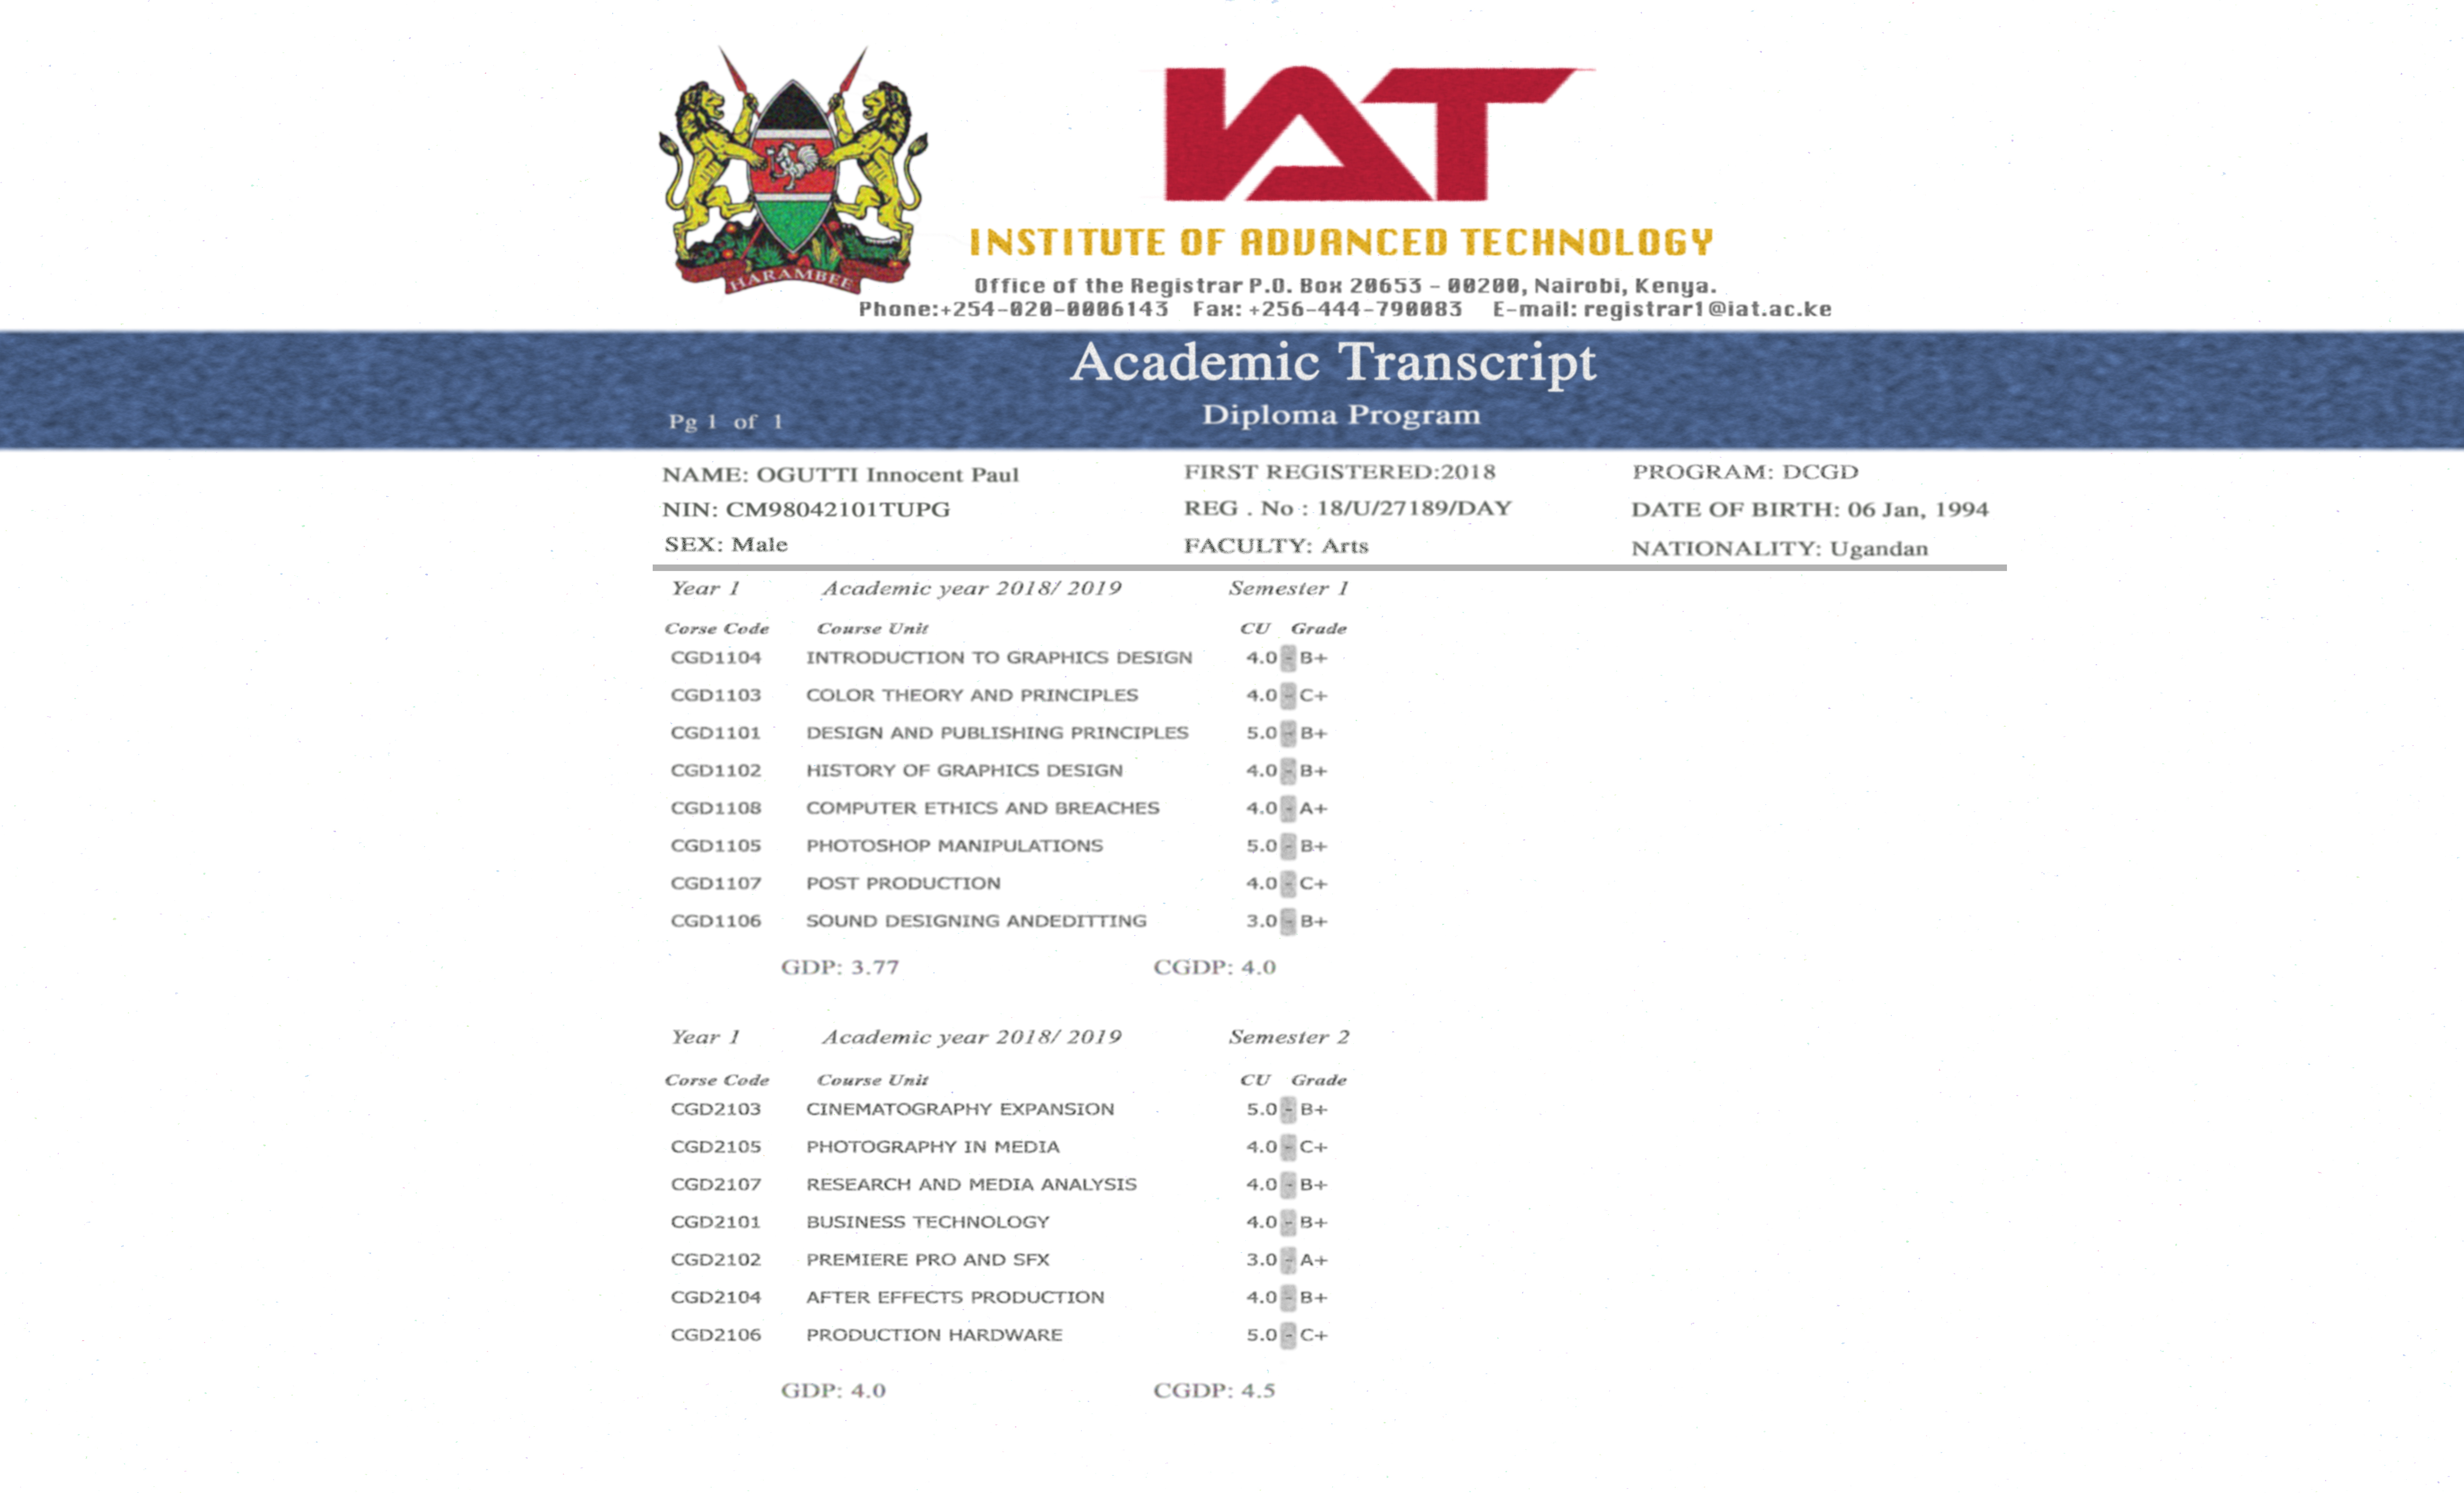 HARAMBEE
IAT
INSTITUTE OF ADVANCED TECHNOLOGY
Office of the Registrar P.O. Box 20653 - 00200, Nairobi, Kenya.
Phone:+254-020-0006143 Fax: +256-444-790083 E-mail: registrar1@iat.ac.ke
Academic Transcript
Diploma Program
Pg 1 of 1
NAME: OGUTTI Innocent Paul FIRST REGISTERED:2018 PROGRAM: DCGD
NIN: CM98042101TUPG REG . No : 18/U/27189/DAY DATE OF BIRTH: 06 Jan, 1994
SEX: Male FACULTY: Arts NATIONALITY: Ugandan
Year 1 Academic year 2018/ 2019 Semester 1
Corse Code Course Unit CU Grade
CGD1104 INTRODUCTION TO GRAPHICS DESIGN 4.0 - B+
CGD1103 COLOR THEORY AND PRINCIPLES 4.0 - C+
CGD1101 DESIGN AND PUBLISHING PRINCIPLES 5.0 - B+
CGD1102 HISTORY OF GRAPHICS DESIGN 4.0 - B+
CGD1108 COMPUTER ETHICS AND BREACHES 4.0 - A+
CGD1105 PHOTOSHOP MANIPULATIONS 5.0 - B+
CGD1107 POST PRODUCTION 4.0 - C+
CGD1106 SOUND DESIGNING ANDEDITTING 3.0 - B+
GDP: 3.77 CGDP: 4.0
Year 1 Academic year 2018/ 2019 Semester 2
Corse Code Course Unit CU Grade
CGD2103 CINEMATOGRAPHY EXPANSION 5.0 - B+
CGD2105 PHOTOGRAPHY IN MEDIA 4.0 - C+
CGD2107 RESEARCH AND MEDIA ANALYSIS 4.0 - B+
CGD2101 BUSINESS TECHNOLOGY 4.0 - B+
CGD2102 PREMIERE PRO AND SFX 3.0 - A+
CGD2104 AFTER EFFECTS PRODUCTION 4.0 - B+
CGD2106 PRODUCTION HARDWARE 5.0 - C+
GDP: 4.0 CGDP: 4.5